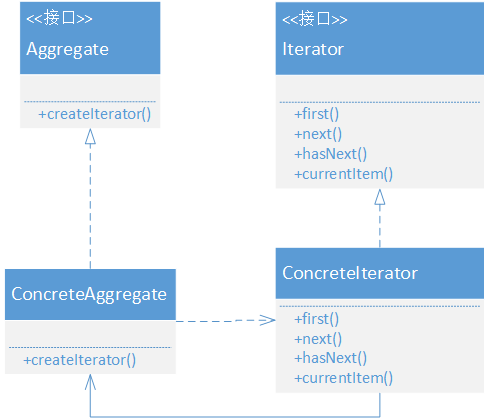 <<接口>>
Aggregate
+createIterator()
<<接口>>
Iterator
+first()
+next()
+hasNext()
+currentItem()
ConcreteAggregate
+createIterator()
ConcreteIterator
+first()
+next()
+hasNext()
+currentItem()